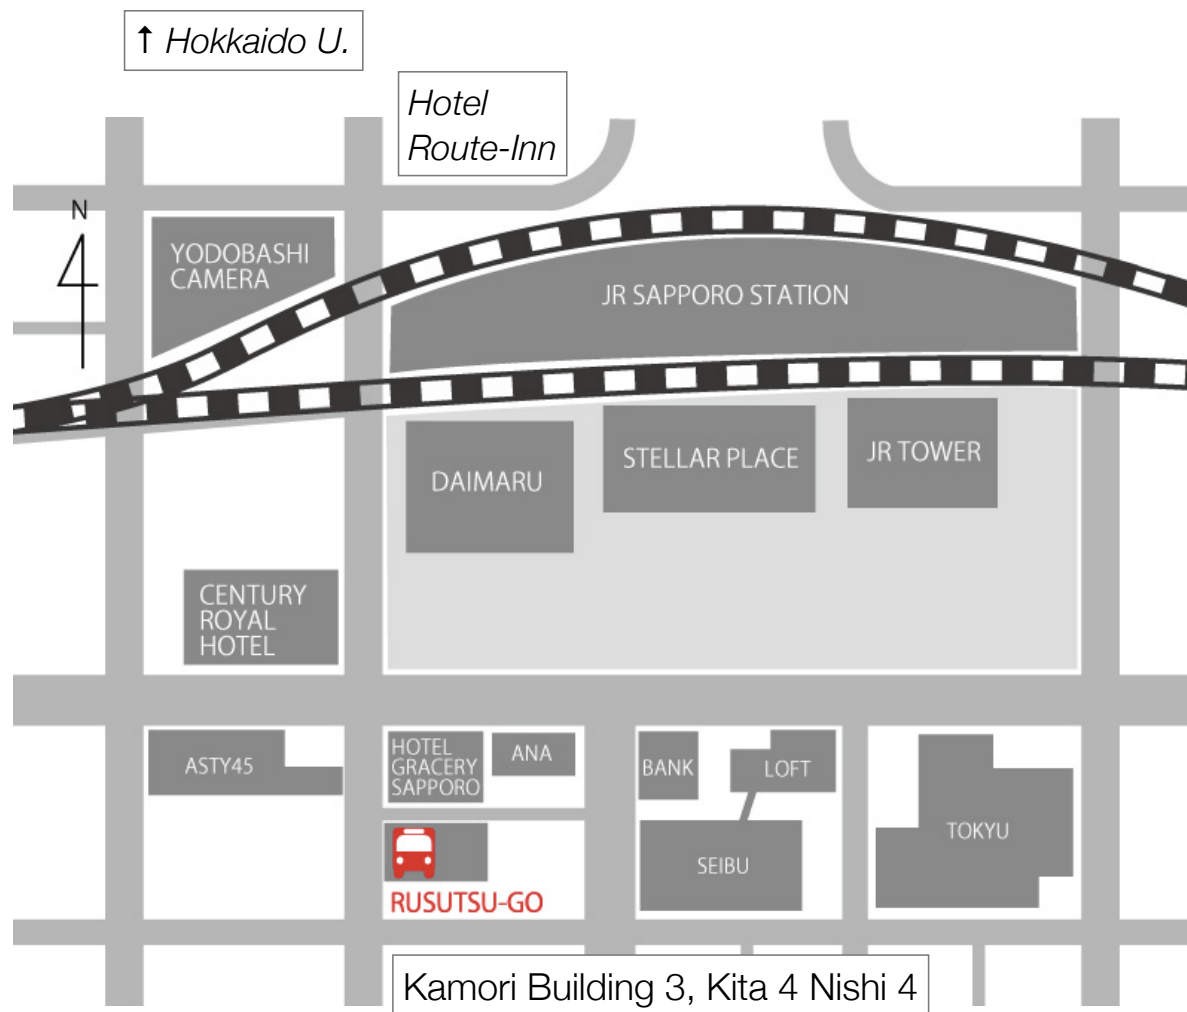 ↑ Hokkaido U.
Hotel
Route-Inn
N
YODOBASHI
CAMERA
JR SAPPORO STATION
DAIMARU
STELLAR PLACE
JR TOWER
CENTURY
ROYAL
HOTEL
ASTY45
HOTEL
GRACERY
SAPPORO
ANA
BANK
LOFT
TOKYU
SEIBU
RUSUTSU-GO
Kamori Building 3, Kita 4 Nishi 4